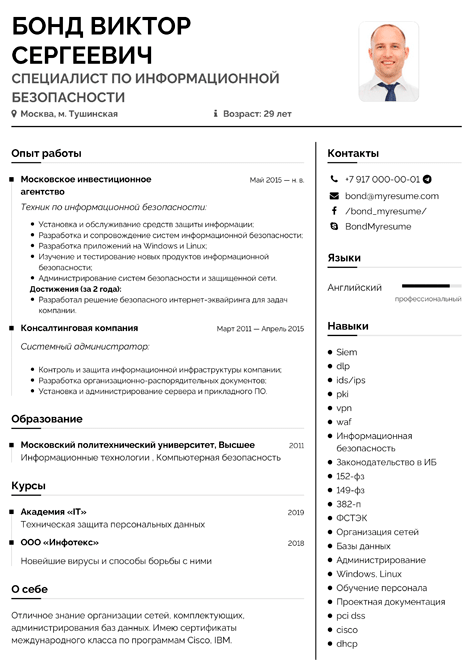 БОНД ВИКТОР
СЕРГЕЕВИЧ
СПЕЦИАЛИСТ ПО ИНФОРМАЦИОННОЙ
БЕЗОПАСНОСТИ
Москва, м. Тушинская
Возраст: 29 лет
Опыт работы
Московское инвестиционное
агентство
Май 2015 — н. в.
Техник по информационной безопасности:
Установка и обслуживание средств защиты информации;
Разработка и сопровождение систем информационной безопасности;
Разработка приложений на Windows и Linux;
Изучение и тестирование новых продуктов информационной
безопасности;
Администрирование систем безопасности и защищенной сети.
Достижения (за 2 года):
Разработал решение безопасного интернет-эквайринга для задач
компании.
Консалтинговая компания
Март 2011 — Апрель 2015
Системный администратор:
Контроль и защита информационной инфраструктуры компании;
Разработка организационно-распорядительных документов;
Установка и администрирование сервера и прикладного ПО.
Образование
Московский политехнический университет, Высшее
2011
Информационные технологии . Компьютерная безопасность
Курсы
Академия «IT»
2019
Техническая защита персональных данных
ООО «Инфотекс»
2018
Новейшие вирусы и способы борьбы с ними
О себе
Отличное знание организации сетей, комплектующих,
администрирования баз данных. Имею сертификаты
международного класса по программам Cisco, IBM.
Контакты
+7 917 000-00-01
bond@myresume.com
/bond_myresume/
BondMyresume
Языки
Английский
профессиональный
Навыки
Siem
dlp
ids/ips
pki
vpn
waf
Информационная
безопасность
Законодательство в ИБ
152-фз
149-фз
382-п
ФСТЭК
Организация сетей
Базы данных
Администрирование
Windows, Linux
Обучение персонала
Проектная документация
pci dss
cisco
dhcp